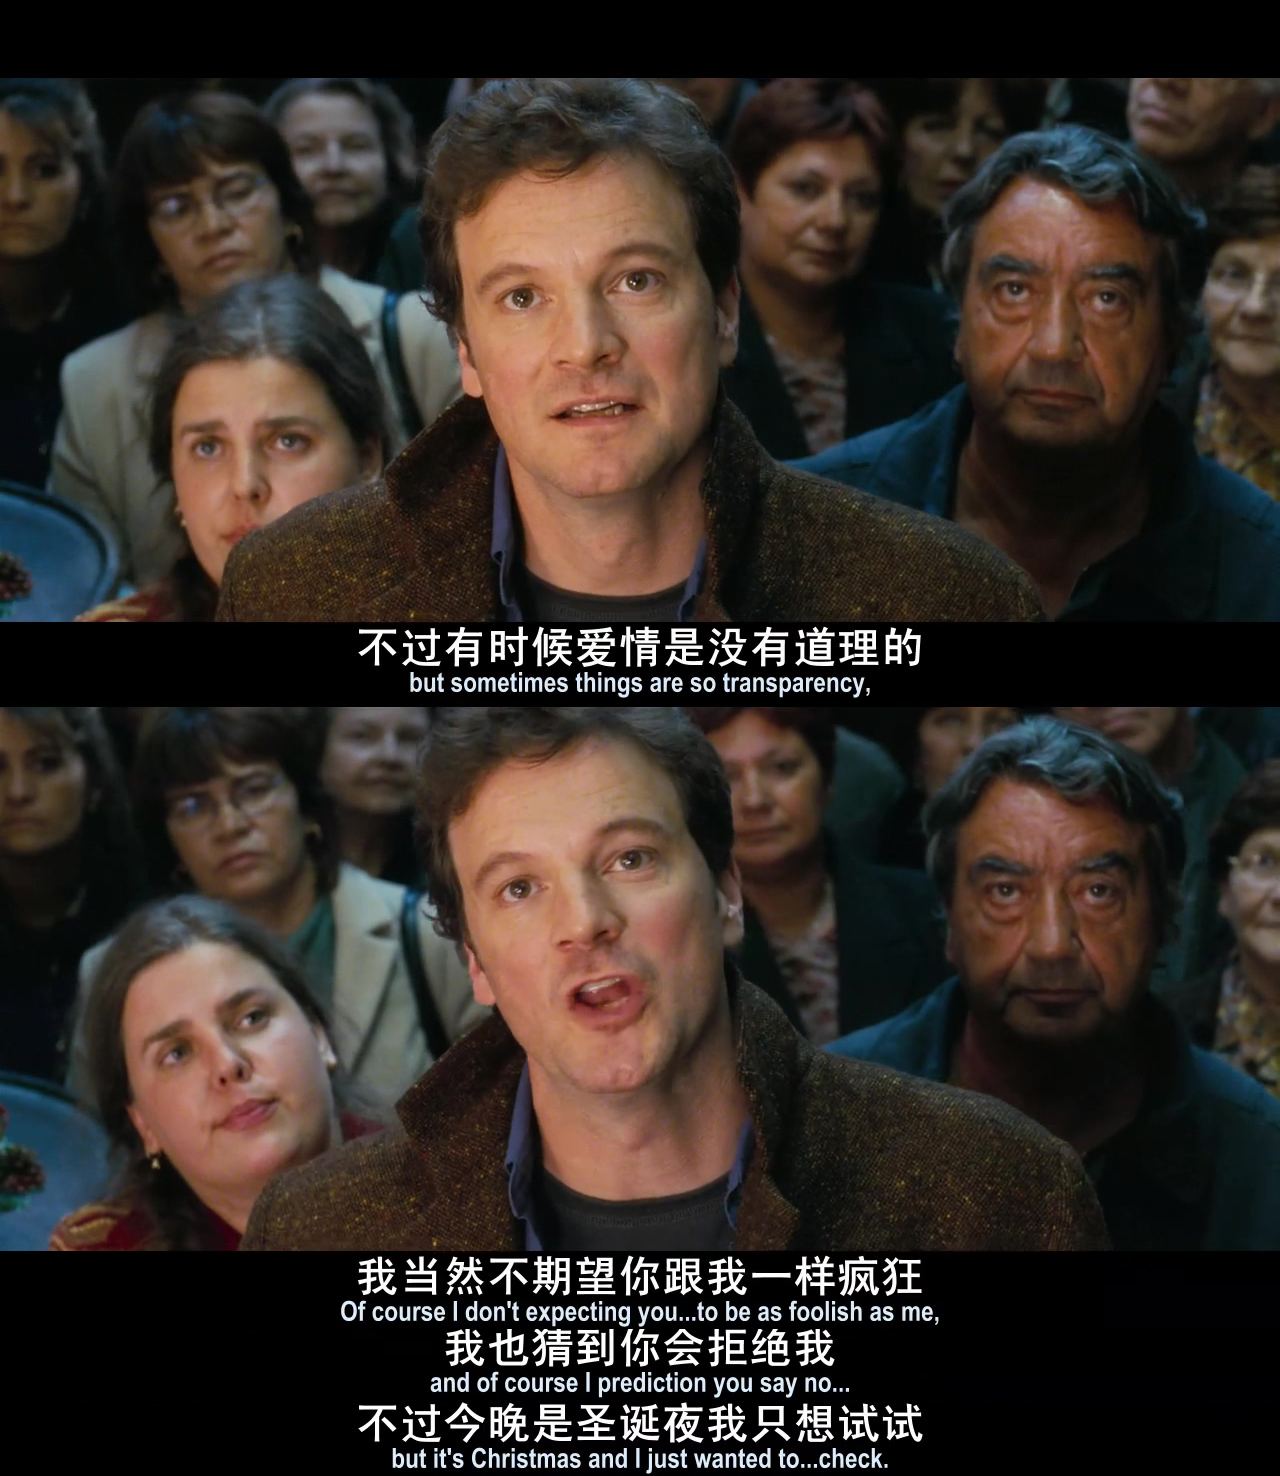 不过有时候爱情是没有道理的
but sometimes things are so transparency,
我当然不期望你跟我一样疯狂
Of course I don't expecting you...to be as foolish as me,
我也猜到你会拒绝我
and of course I prediction you say no...
不过今晚是圣诞夜我只想试试
but it's Christmas and I just wanted to...check.